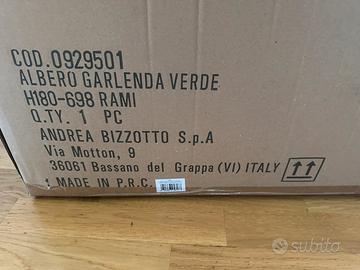 COD.0929501
ALBERO GARLENDA VERDE
H180-698 RAMI
Q.TY. 1 PC
ANDREA BIZZOTTO S.p.A
Via Motton, 9
36061 Bassano del Grappa (VI) ITALY
MADE IN P.R.C.
subito